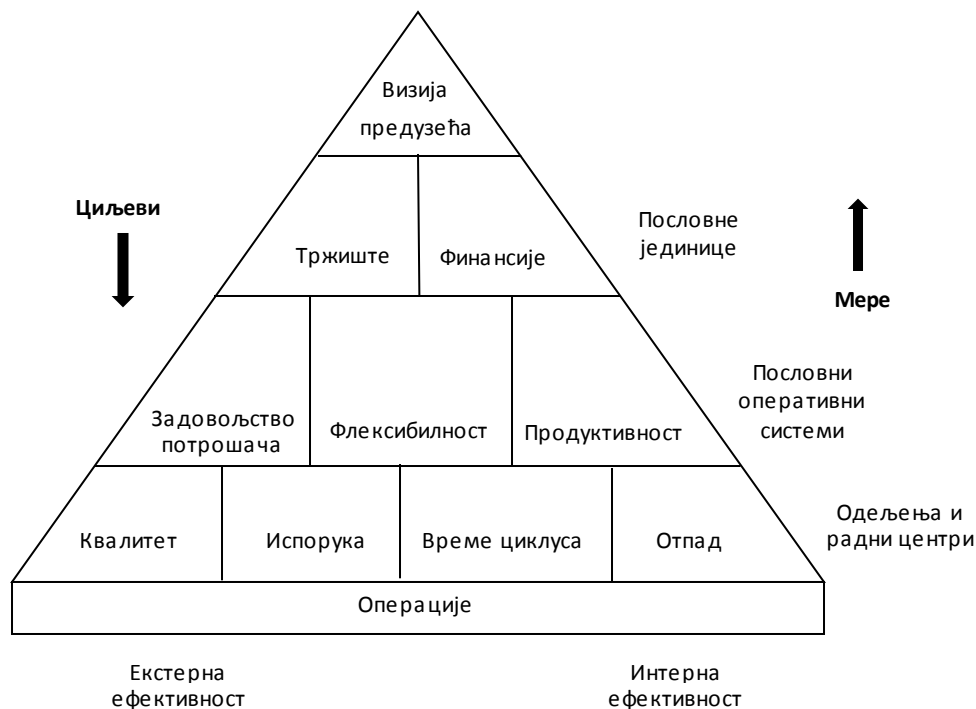 Визија
предузећа
Циљеви
Тржиште
Финансије
Пословне
јединице
Мере
Задовољство
потрошача
Флексибилност
Продуктивност
Пословни
оперативни
системи
Квалитет
Испорука
Време циклуса
Отпад
Одељења и
радни центри
Операције
Екстерна
ефективност
Интерна
ефективност